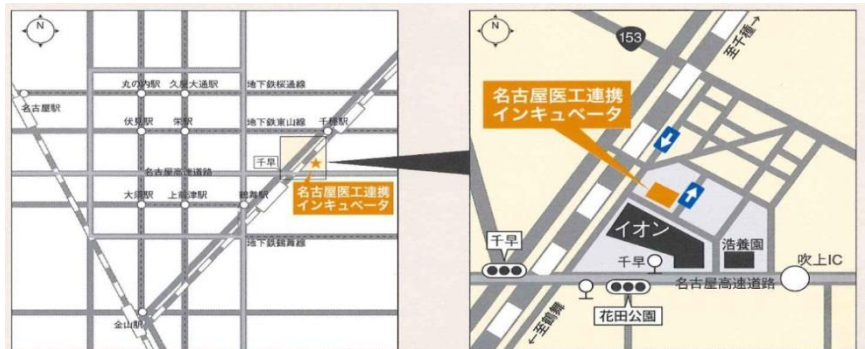 N
丸の内駅
久屋大通駅
地下鉄桜通線
名古屋駅
伏見駅
栄駅
地下鉄東山線
千種駅
千早
名古屋高速道路
名古屋医工連携
インキュベータ
大須駅
上前津駅
鶴舞駅
地下鉄鶴舞線
金山駅
N
153
至千種→
名古屋医工連携
インキュベータ
イオン
浩養園
千早
千早
吹上IC
名古屋高速道路
花田公園
←至鶴舞